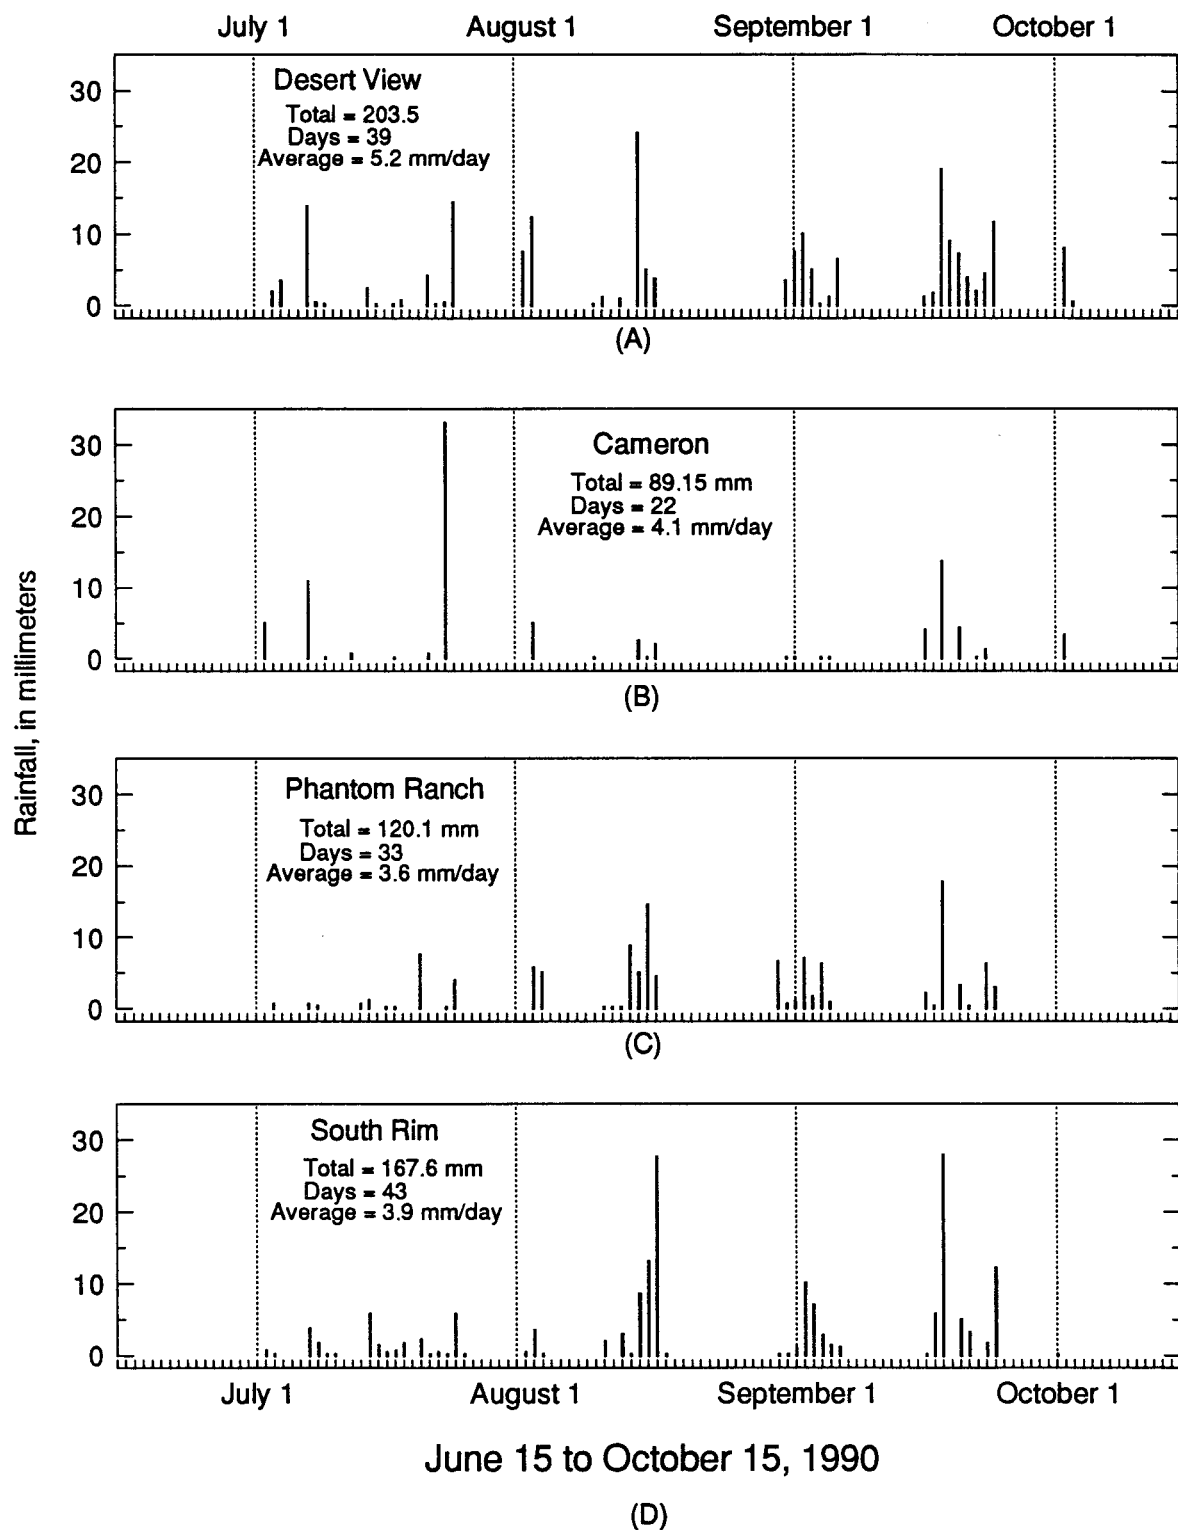 July 1 August 1 September 1 October 1
Rainfall, in millimeters
30
20
10
0
Desert View
Total = 203.5
Days = 39
Average = 5.2 mm/day
(A)
30
20
10
0
Cameron
Total = 89.15 mm
Days = 22
Average = 4.1 mm/day
(B)
30
20
10
0
Phantom Ranch
Total = 120.1 mm
Days = 33
Average = 3.6 mm/day
(C)
30
20
10
0
South Rim
Total = 167.6 mm
Days = 43
Average = 3.9 mm/day
July 1 August 1 September 1 October 1
June 15 to October 15, 1990
(D)